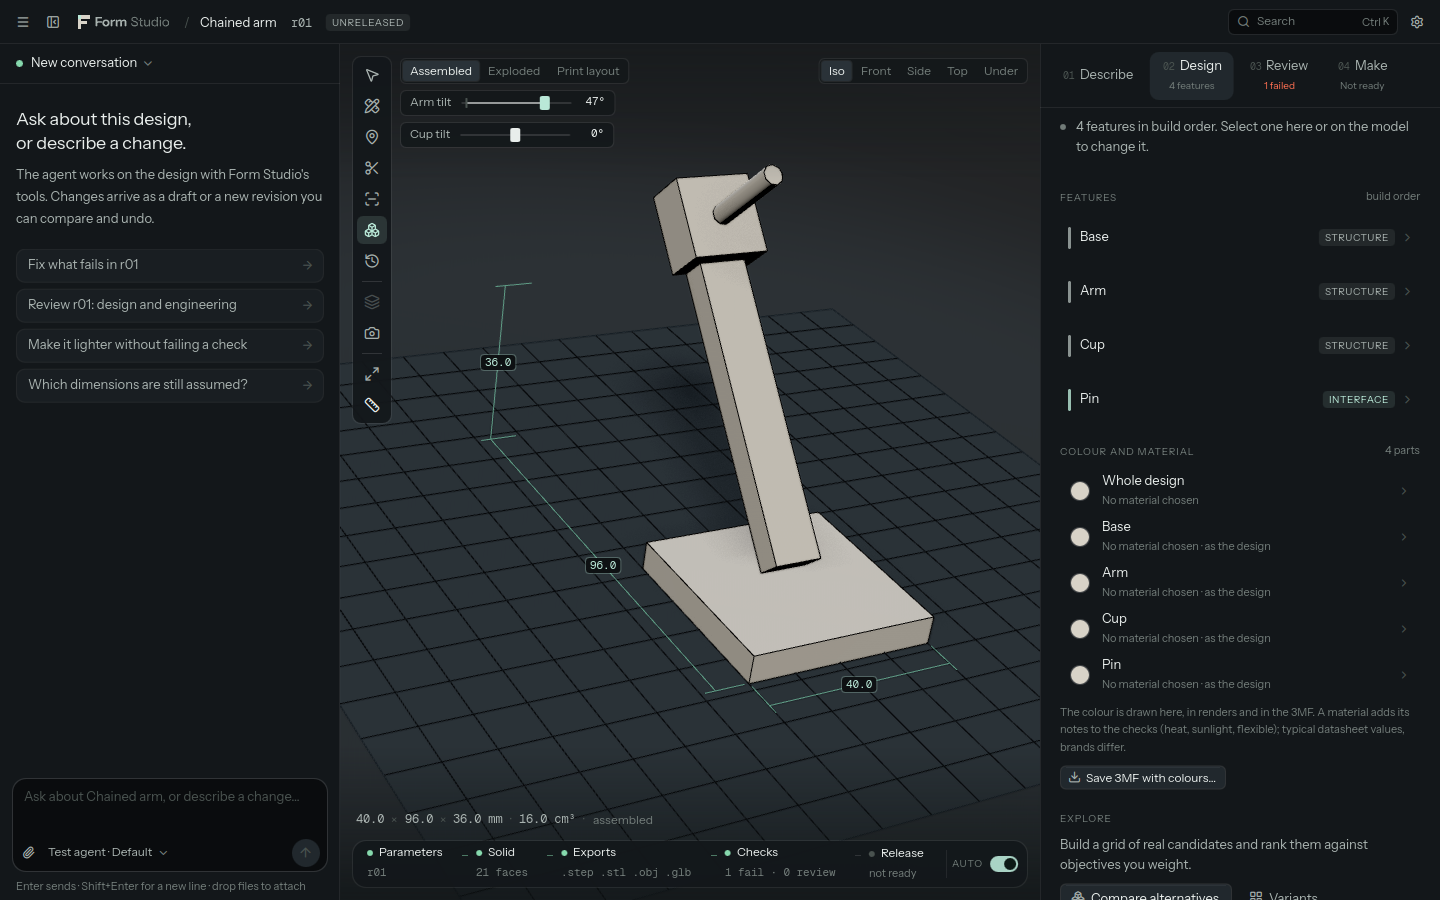 Form Studio / Chained arm r01 UNRELEASED
Search Ctrl K
New conversation
Ask about this design,
or describe a change.
The agent works on the design with Form Studio's
tools. Changes arrive as a draft or a new revision you
can compare and undo.
Fix what fails in r01
Review r01: design and engineering
Make it lighter without failing a check
Which dimensions are still assumed?
Ask about Chained arm, or describe a change...
Test agent · Default
Enter sends · Shift+Enter for a new line · drop files to attach
Assembled Exploded Print layout
Iso Front Side Top Under
Arm tilt 47°
Cup tilt 0°
36.0
96.0
40.0
40.0 × 96.0 × 36.0 mm · 16.0 cm³ · assembled
Parameters Solid Exports Checks Release
r01 21 faces .step .stl .obj .glb 1 fail · 0 review not ready
AUTO
01 Describe
02 Design
4 features
03 Review
1 failed
04 Make
Not ready
4 features in build order. Select one here or on the model
to change it.
FEATURES build order
Base STRUCTURE
Arm STRUCTURE
Cup STRUCTURE
Pin INTERFACE
COLOUR AND MATERIAL 4 parts
Whole design
No material chosen
Base
No material chosen · as the design
Arm
No material chosen · as the design
Cup
No material chosen · as the design
Pin
No material chosen · as the design
The colour is drawn here, in renders and in the 3MF. A material adds its
notes to the checks (heat, sunlight, flexible); typical datasheet values,
brands differ.
Save 3MF with colours...
EXPLORE
Build a grid of real candidates and rank them against
objectives you weight.
Compare alternatives Variants